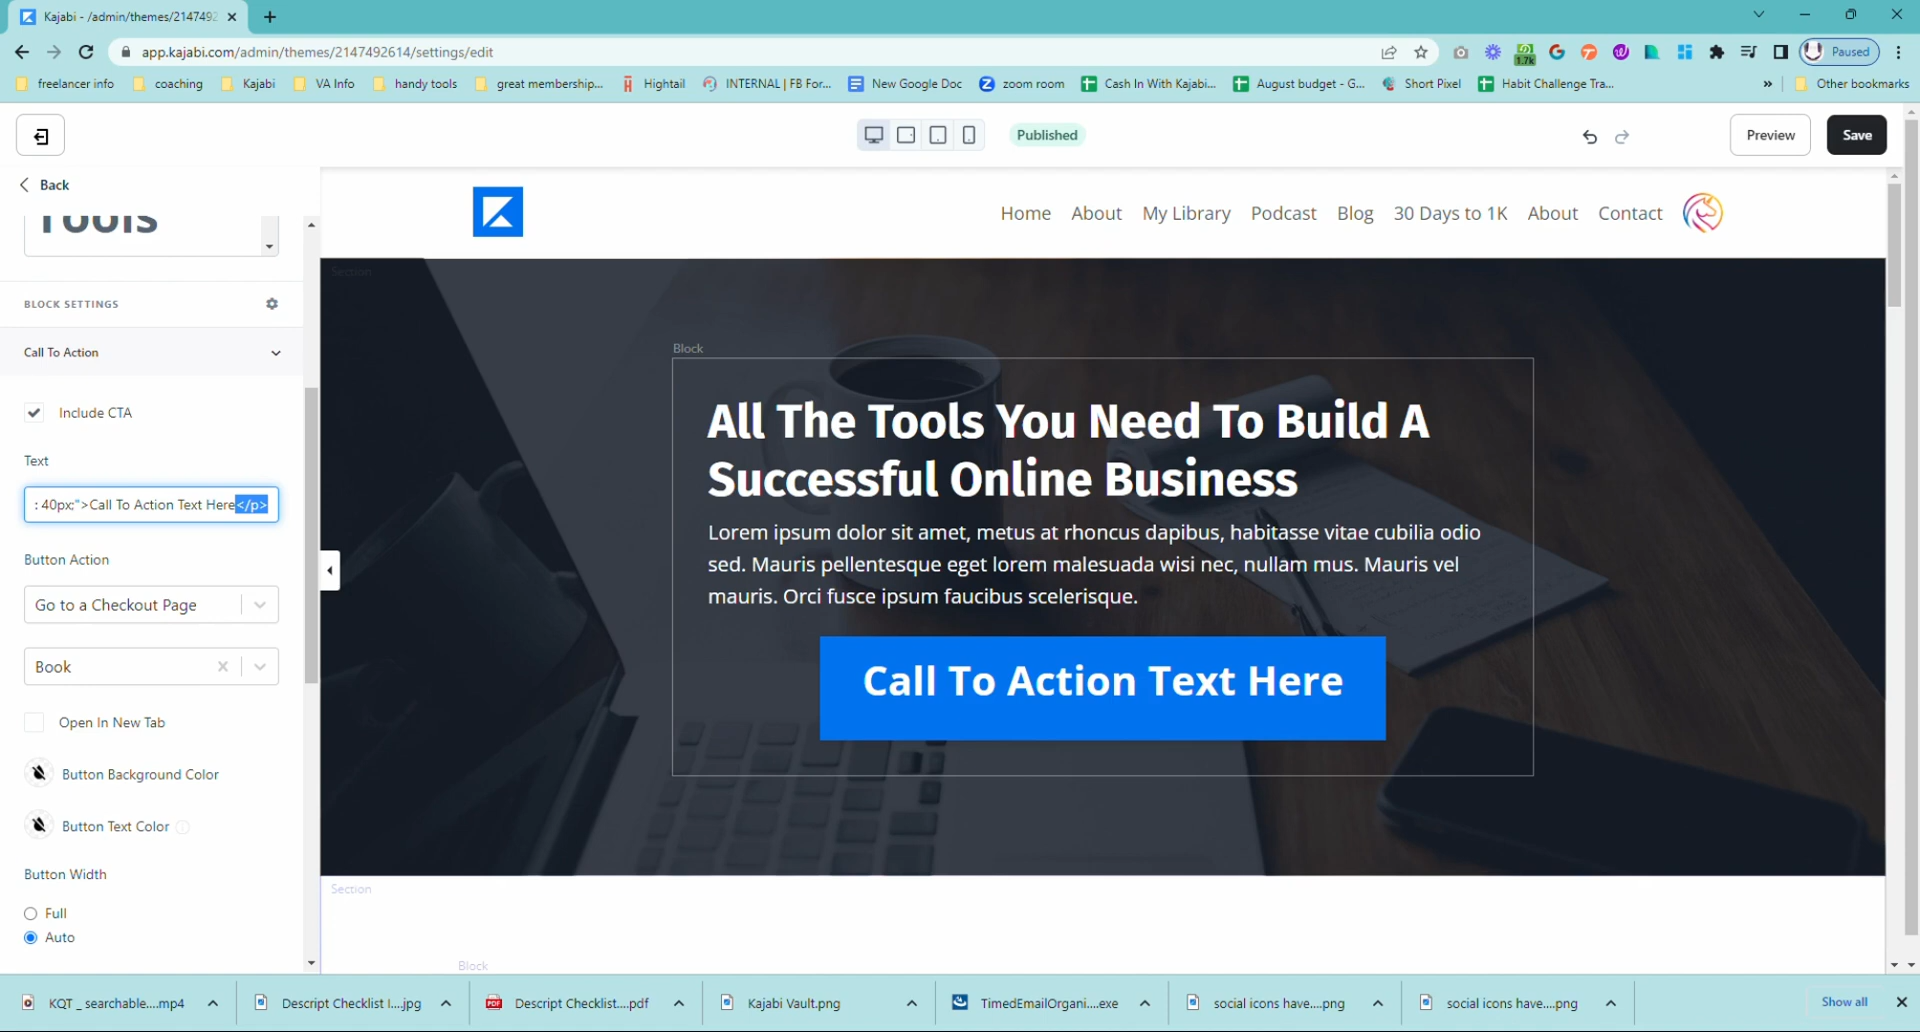 Kajabi - /admin/themes/2147492
app.kajabi.com/admin/themes/2147492614/settings/edit
1.7k
Paused
freelancer info
coaching
Kajabi
VA Info
handy tools
great membership...
Hightail
INTERNAL | FB For...
New Google Doc
zoom room
Cash In With Kajabi...
August budget - G...
Short Pixel
Habit Challenge Tra...
»
Other bookmarks
Published
Preview
Save
Back
Tools
BLOCK SETTINGS
Call To Action
Include CTA
Text
: 40px;">Call To Action Text Here</p>
Button Action
Go to a Checkout Page
Book
Open In New Tab
Button Background Color
Button Text Color
Button Width
Full
Auto
Home
About
My Library
Podcast
Blog
30 Days to 1K
About
Contact
Section
Block
All The Tools You Need To Build A
Successful Online Business
Lorem ipsum dolor sit amet, metus at rhoncus dapibus, habitasse vitae cubilia odio
sed. Mauris pellentesque eget lorem malesuada wisi nec, nullam mus. Mauris vel
mauris. Orci fusce ipsum faucibus scelerisque.
Call To Action Text Here
Section
Block
KQT _ searchable....mp4
Descript Checklist I....jpg
PDF
Descript Checklist....pdf
Kajabi Vault.png
TimedEmailOrgani....exe
social icons have....png
social icons have....png
Show all